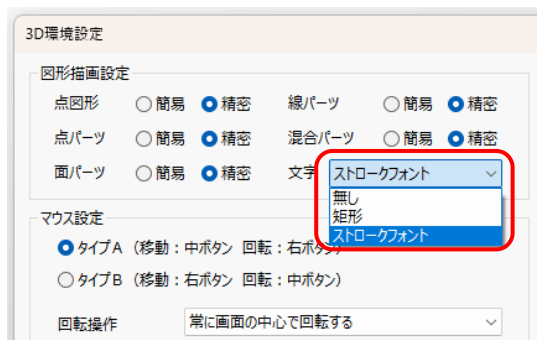 3D環境設定
図形描画設定
点図形 簡易 精密 線パーツ 簡易 精密
点パーツ 簡易 精密 混合パーツ 簡易 精密
面パーツ 簡易 精密 文字 ストロークフォント
無し
矩形
ストロークフォント
マウス設定
タイプA (移動:中ボタン 回転:右ボタン)
タイプB (移動:右ボタン 回転:中ボタン)
回転操作 常に画面の中心で回転する